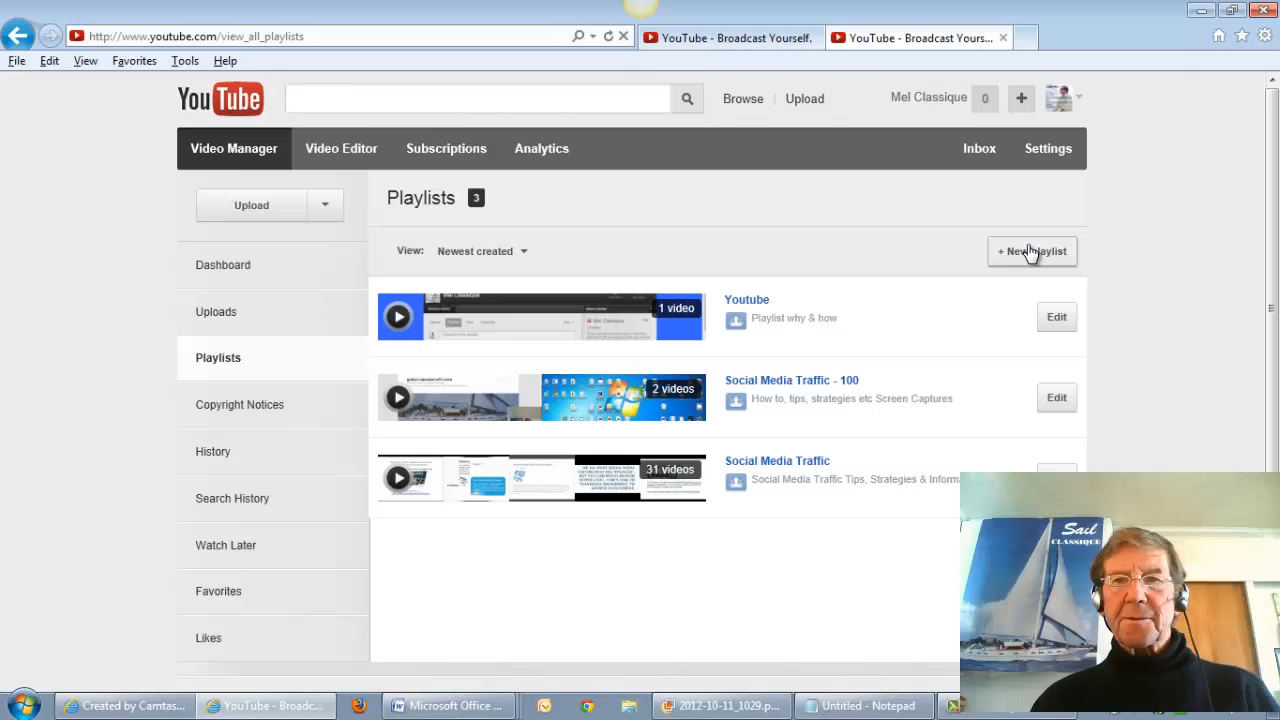 http://www.youtube.com/view_all_playlists
YouTube - Broadcast Yourself.
YouTube - Broadcast Yours...
File Edit View Favorites Tools Help
YouTube
Browse Upload
Mel Classique 0 +
Video Manager Video Editor Subscriptions Analytics Inbox Settings
Upload
Playlists 3
View: Newest created
+ New Playlist
Dashboard
Uploads
Playlists
Copyright Notices
History
Search History
Watch Later
Favorites
Likes
1 video
Youtube
Playlist why & how
Edit
2 videos
Social Media Traffic - 100
How to, tips, strategies etc Screen Captures
Edit
31 videos
Social Media Traffic
Social Media Traffic Tips, Strategies & Informa
Sail
CLASSIQUE
Created by Camtas...
YouTube - Broadc...
Microsoft Office ...
2012-10-11_1029.p...
Untitled - Notepad